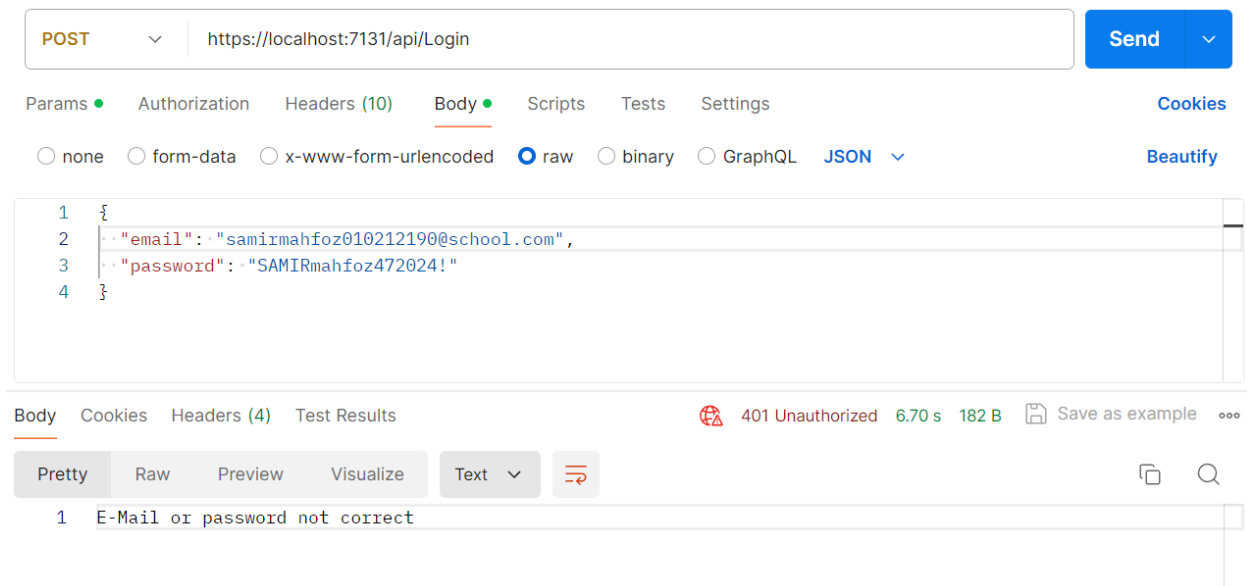 POST https://localhost:7131/api/Login Send
Params Authorization Headers (10) Body Scripts Tests Settings Cookies
none form-data x-www-form-urlencoded raw binary GraphQL JSON Beautify
1 {
2 "email": "samirmahfoz010212190@school.com",
3 "password": "SAMIRmahfoz472024!"
4 }
Body Cookies Headers (4) Test Results 401 Unauthorized 6.70 s 182 B Save as example
Pretty Raw Preview Visualize Text
1 E-Mail or password not correct